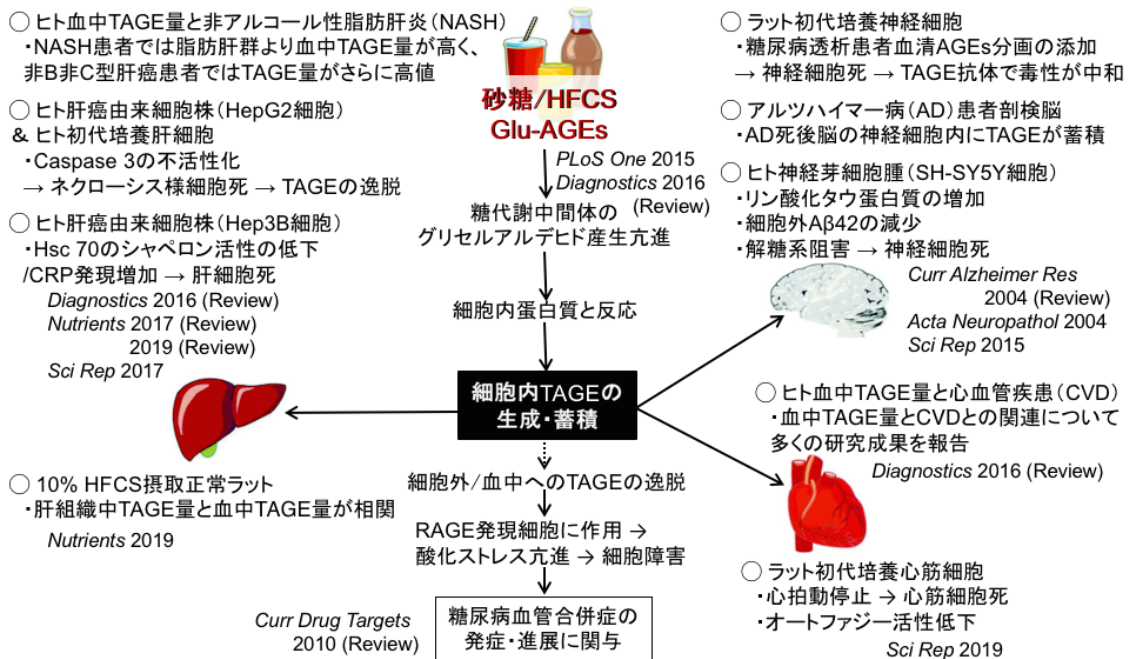 ○ ヒト血中TAGE量と非アルコール性脂肪肝炎（NASH）
・NASH患者では脂肪肝群より血中TAGE量が高く、
非B非C型肝癌患者ではTAGE量がさらに高値
○ ヒト肝癌由来細胞株（HepG2細胞）
& ヒト初代培養肝細胞
・Caspase 3の不活性化
→ ネクローシス様細胞死 → TAGEの逸脱
○ ヒト肝癌由来細胞株（Hep3B細胞）
・Hsc 70のシャペロン活性の低下
/CRP発現増加 → 肝細胞死
Diagnostics 2016 (Review)
Nutrients 2017 (Review)
2019 (Review)
Sci Rep 2017
○ 10% HFCS摂取正常ラット
・肝組織中TAGE量と血中TAGE量が相関
Nutrients 2019
砂糖/HFCS
Glu-AGEs
PLoS One 2015
Diagnostics 2016
(Review)
糖代謝中間体の
グリセルアルデヒド産生亢進
細胞内蛋白質と反応
細胞内TAGEの
生成・蓄積
細胞外/血中へのTAGEの逸脱
RAGE発現細胞に作用 →
酸化ストレス亢進 → 細胞障害
Curr Drug Targets
2010 (Review)
糖尿病血管合併症の
発症・進展に関与
○ ラット初代培養神経細胞
・糖尿病透析患者血清AGEs分画の添加
→ 神経細胞死 → TAGE抗体で毒性が中和
○ アルツハイマー病（AD）患者剖検脳
・AD死後脳の神経細胞内にTAGEが蓄積
○ ヒト神経芽細胞腫（SH-SY5Y細胞）
・リン酸化タウ蛋白質の増加
・細胞外Aβ42の減少
・解糖系阻害 → 神経細胞死
Curr Alzheimer Res
2004 (Review)
Acta Neuropathol 2004
Sci Rep 2015
○ ヒト血中TAGE量と心血管疾患（CVD）
・血中TAGE量とCVDとの関連について
多くの研究成果を報告
Diagnostics 2016 (Review)
○ ラット初代培養心筋細胞
・心拍動停止 → 心筋細胞死
・オートファジー活性低下
Sci Rep 2019